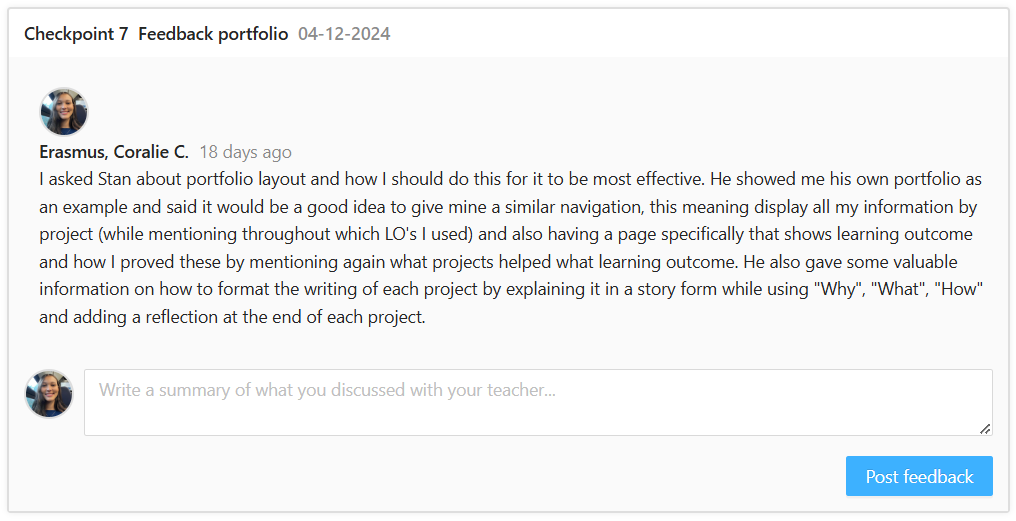 Checkpoint 7 Feedback portfolio 04-12-2024
Erasmus, Coralie C. 18 days ago
I asked Stan about portfolio layout and how I should do this for it to be most effective. He showed me his own portfolio as
an example and said it would be a good idea to give mine a similar navigation, this meaning display all my information by
project (while mentioning throughout which LO's I used) and also having a page specifically that shows learning outcome
and how I proved these by mentioning again what projects helped what learning outcome. He also gave some valuable
information on how to format the writing of each project by explaining it in a story form while using "Why", "What", "How"
and adding a reflection at the end of each project.
Write a summary of what you discussed with your teacher...
Post feedback